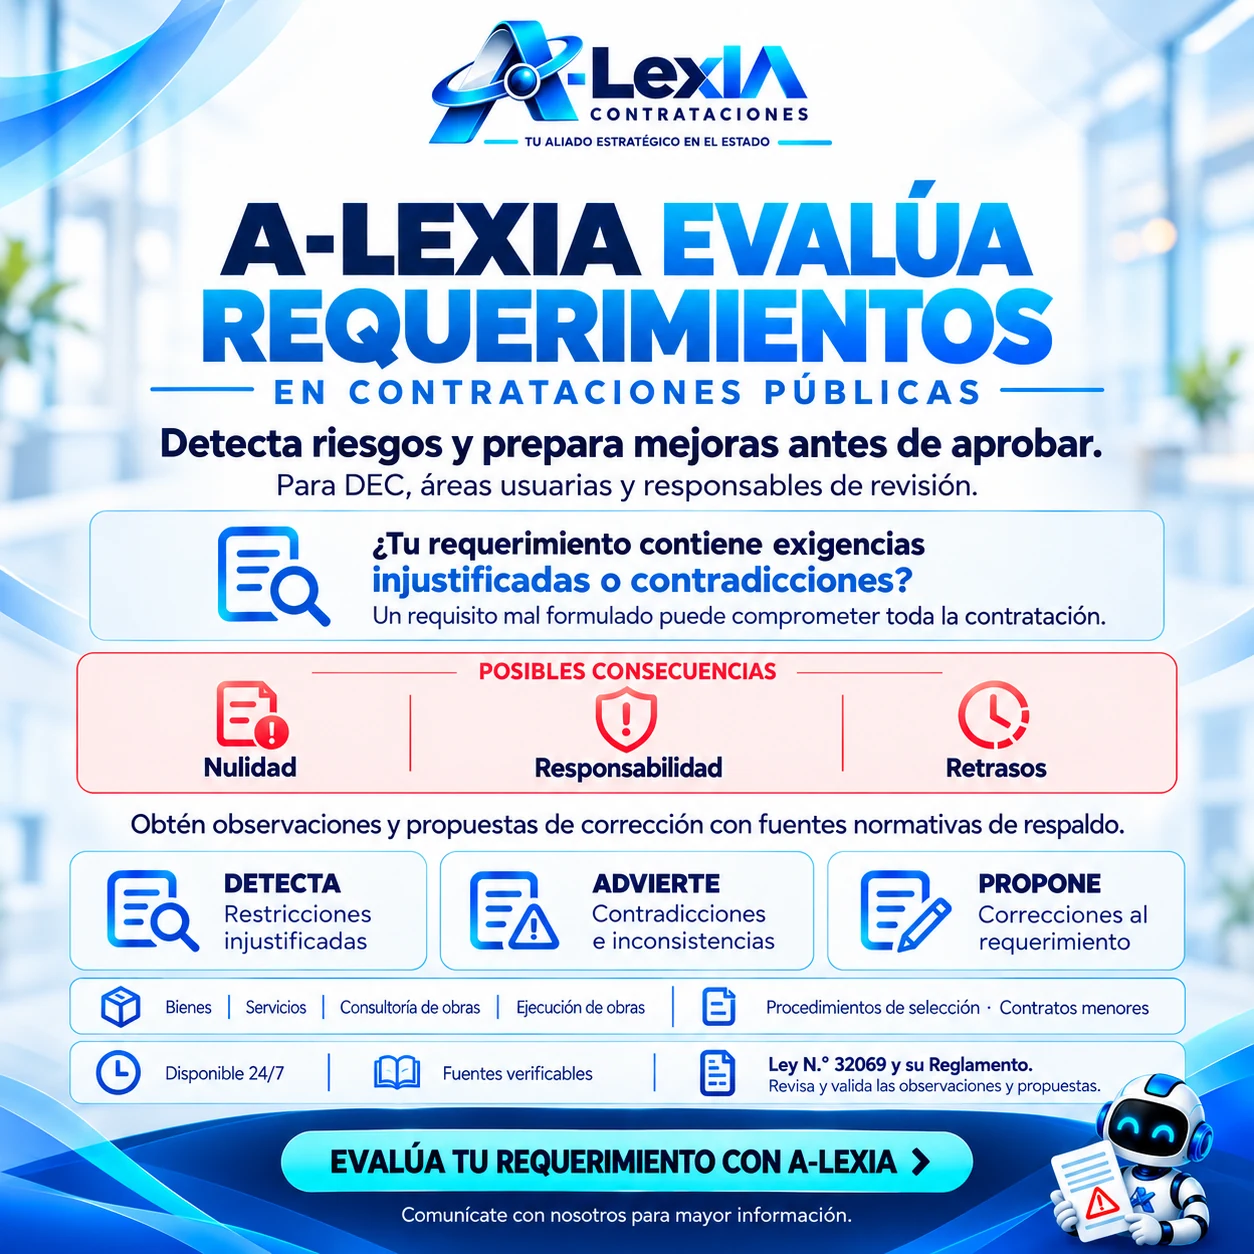 A-LexIA
CONTRATACIONES
TU ALIADO ESTRATÉGICO EN EL ESTADO
A-LEXIA EVALÚA
REQUERIMIENTOS
EN CONTRATACIONES PÚBLICAS
Detecta riesgos y prepara mejoras antes de aprobar.
Para DEC, áreas usuarias y responsables de revisión.
¿Tu requerimiento contiene exigencias
injustificadas o contradicciones?
Un requisito mal formulado puede comprometer toda la contratación.
POSIBLES CONSECUENCIAS
Nulidad
Responsabilidad
Retrasos
Obtén observaciones y propuestas de corrección con fuentes normativas de respaldo.
DETECTA
Restricciones
injustificadas
ADVIERTE
Contradicciones
e inconsistencias
PROPONE
Correcciones al
requerimiento
Bienes | Servicios | Consultoría de obras | Ejecución de obras | Procedimientos de selección · Contratos menores
Disponible 24/7 | Fuentes verificables |
Ley N.° 32069 y su Reglamento.
Revisa y valida las observaciones y propuestas.
EVALÚA TU REQUERIMIENTO CON A-LEXIA
Comunícate con nosotros para mayor información.